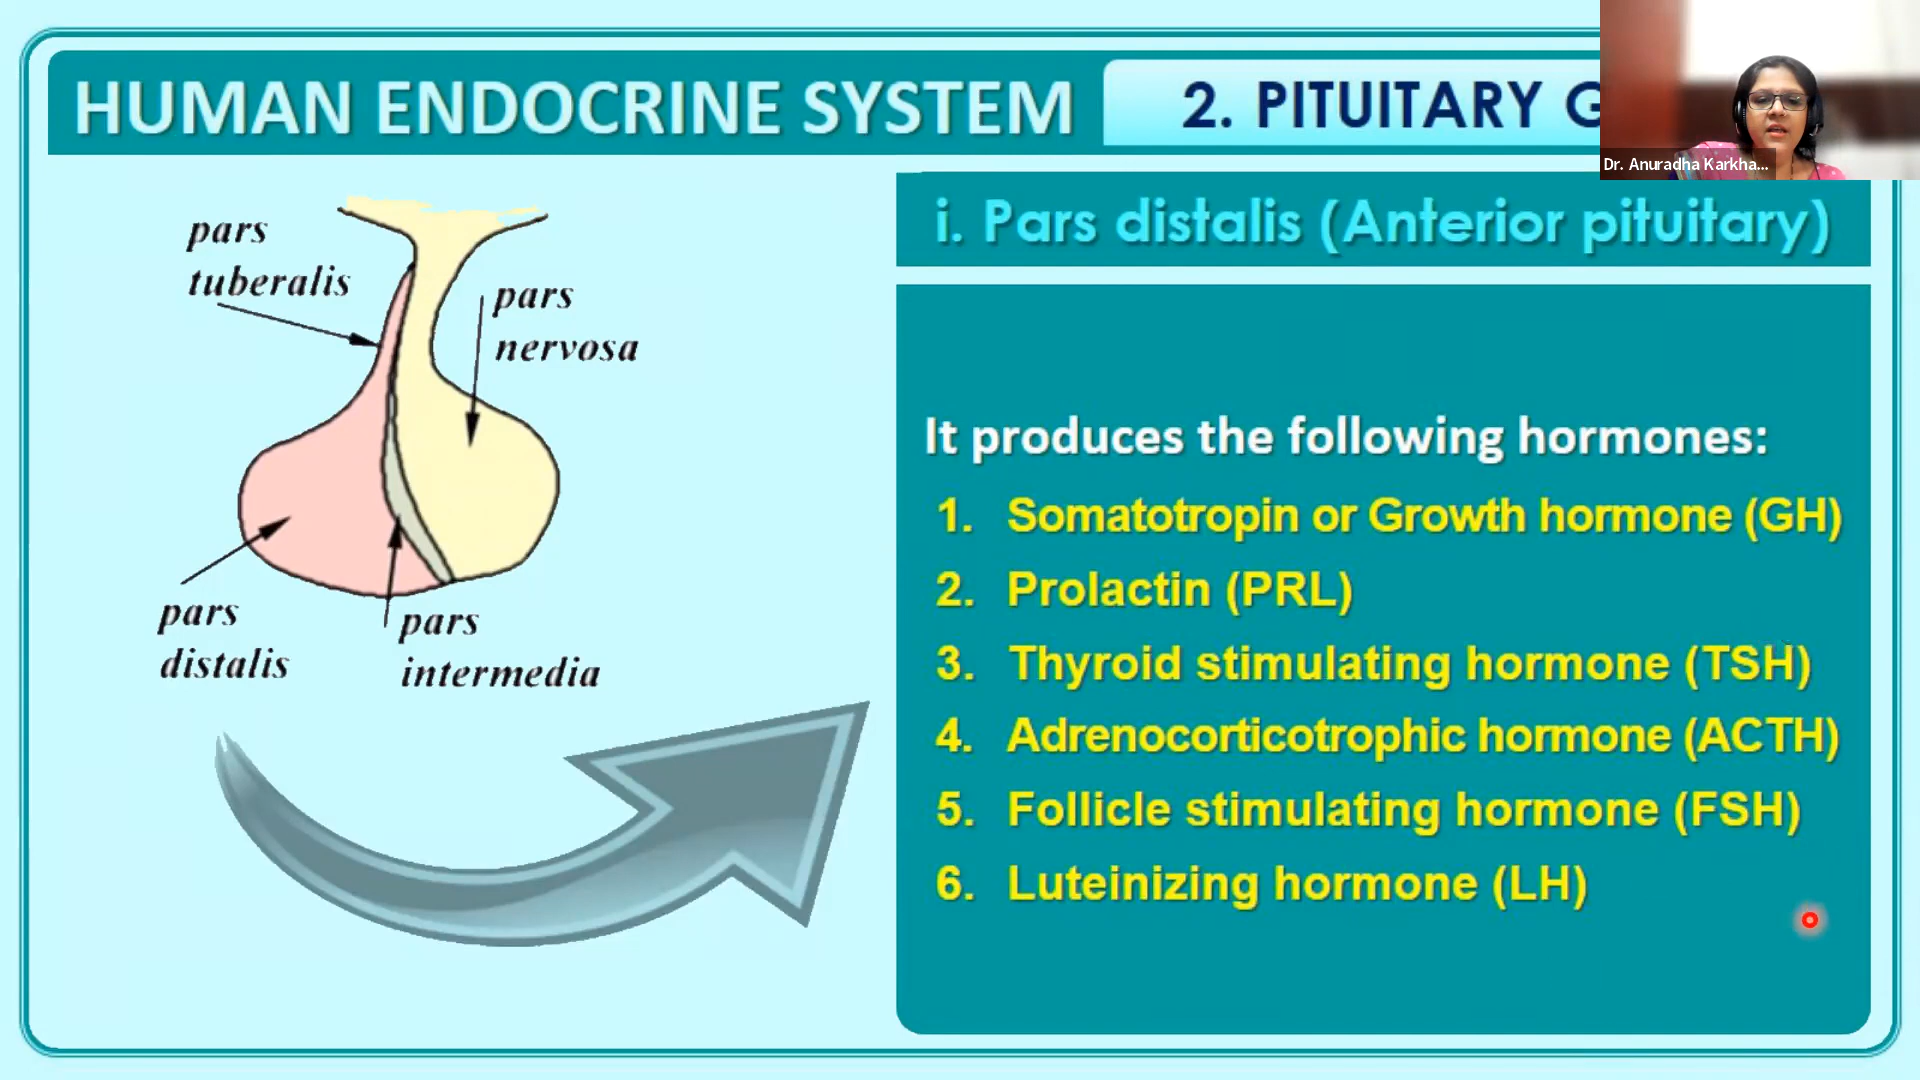 HUMAN ENDOCRINE SYSTEM
2. PITUITARY G
Dr. Anuradha Karkha...
i. Pars distalis (Anterior pituitary)
pars
tuberalis
pars
nervosa
pars
distalis
pars
intermedia
It produces the following hormones:
1. Somatotropin or Growth hormone (GH)
2. Prolactin (PRL)
3. Thyroid stimulating hormone (TSH)
4. Adrenocorticotrophic hormone (ACTH)
5. Follicle stimulating hormone (FSH)
6. Luteinizing hormone (LH)